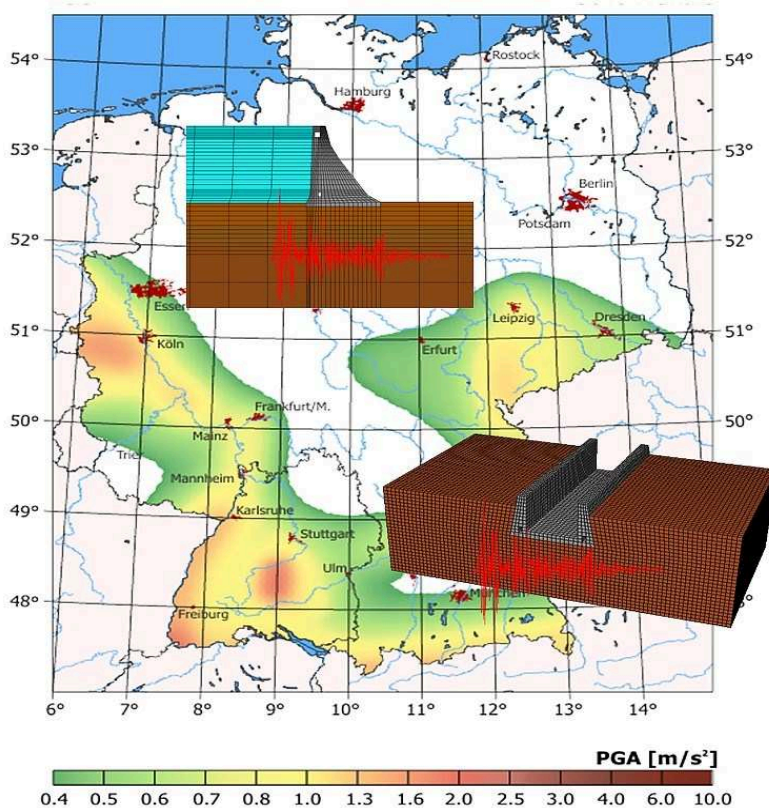 54°
54°
Rostock
Hamburg
53°
53°
Berlin
Potsdam
52°
52°
Essen
Leipzig
Dresden
51°
51°
Köln
Erfurt
50°
Frankfurt/M.
50°
Mainz
Trier
Mannheim
49°
Karlsruhe
Stuttgart
Ulm
48°
München
Freiburg
6° 7° 8° 9° 10° 11° 12° 13° 14°
PGA [m/s²]
0.4 0.5 0.6 0.7 0.8 1.0 1.3 1.6 2.0 2.5 3.0 4.0 6.0 10.0